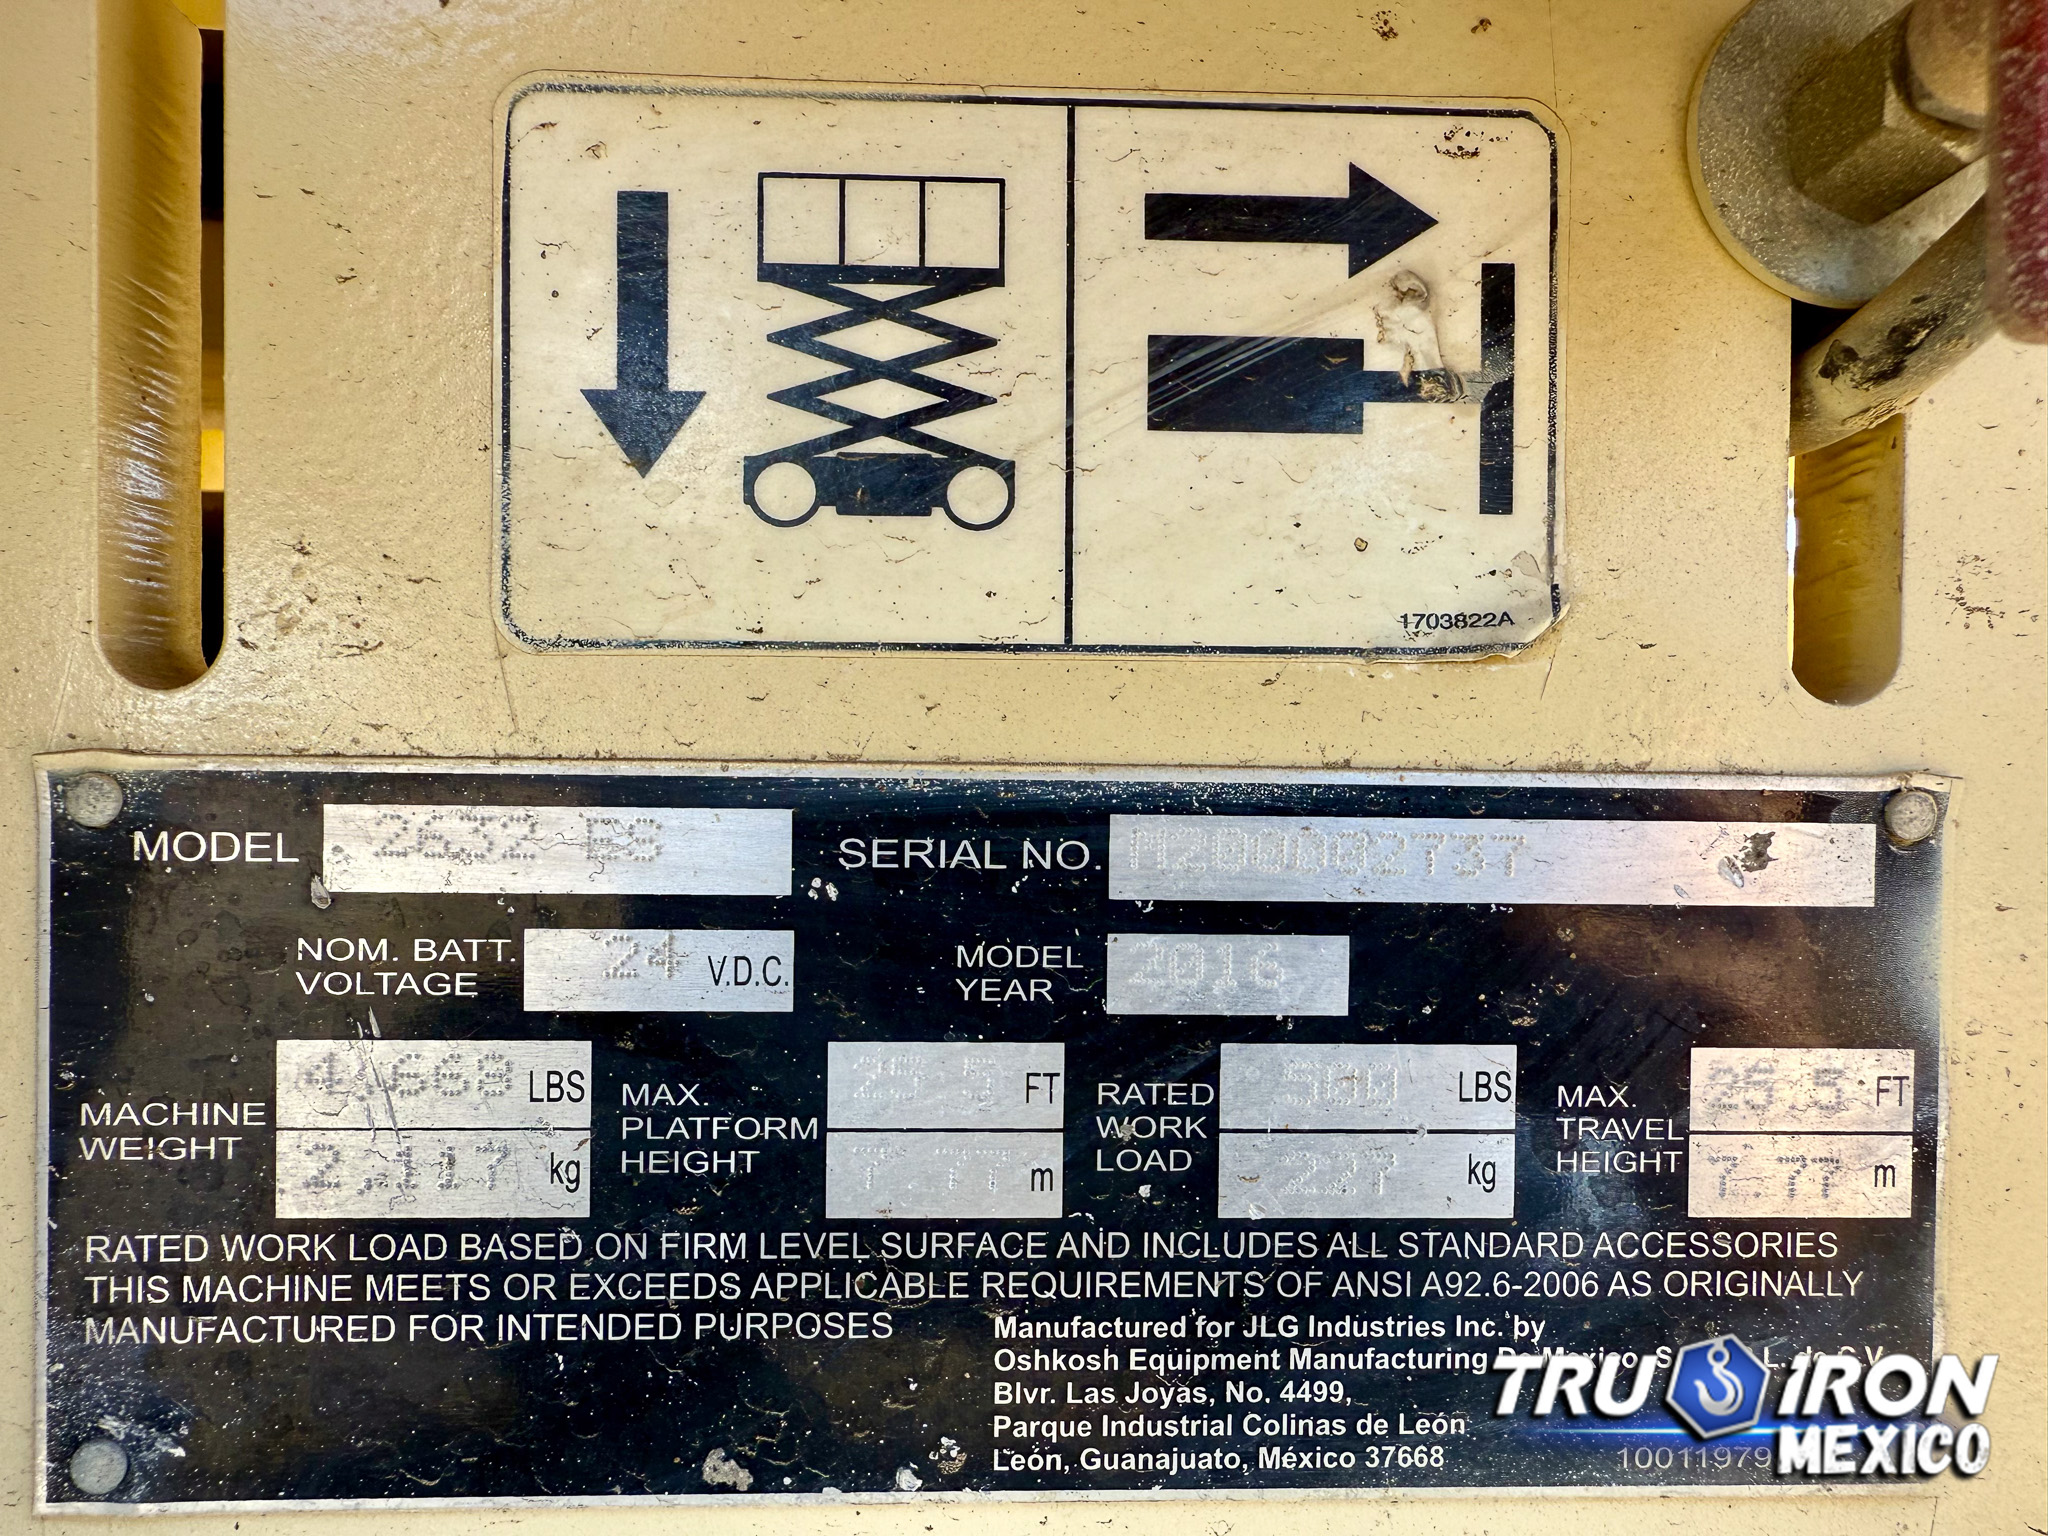 1703822A
MODEL 2632 ES
SERIAL NO.
NOM. BATT. VOLTAGE 24 V.D.C.
MODEL YEAR 2016
MACHINE WEIGHT LBS
kg
MAX. PLATFORM HEIGHT FT
m
RATED WORK LOAD 500 LBS
227 kg
MAX. TRAVEL HEIGHT FT
m
RATED WORK LOAD BASED ON FIRM LEVEL SURFACE AND INCLUDES ALL STANDARD ACCESSORIES
THIS MACHINE MEETS OR EXCEEDS APPLICABLE REQUIREMENTS OF ANSI A92.6-2006 AS ORIGINALLY
MANUFACTURED FOR INTENDED PURPOSES
Manufactured for JLG Industries Inc. by
Oshkosh Equipment Manufacturing
Blvr. Las Joyas, No. 4499,
Parque Industrial Colinas de León
León, Guanajuato, México 37668
TRU IRON
MEXICO